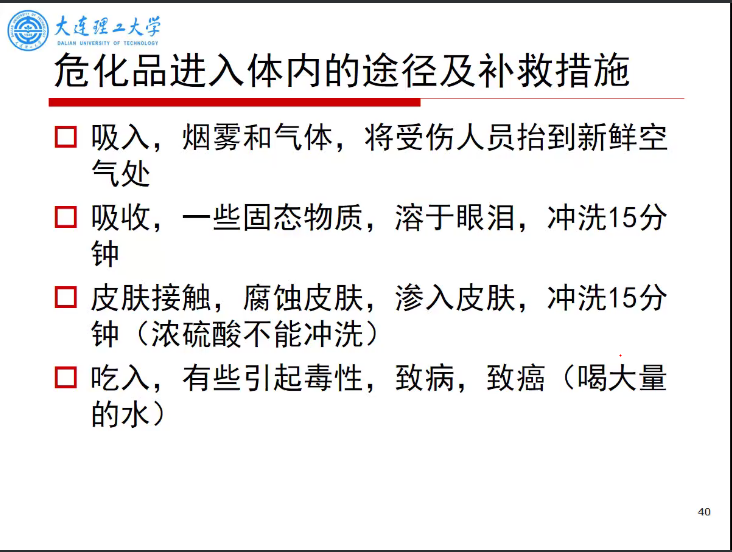 大连理工大学
DALIAN UNIVERSITY OF TECHNOLOGY
危化品进入体内的途径及补救措施
吸入，烟雾和气体，将受伤人员抬到新鲜空
气处
吸收，一些固态物质，溶于眼泪，冲洗15分
钟
皮肤接触，腐蚀皮肤，渗入皮肤，冲洗15分
钟（浓硫酸不能冲洗）
吃入，有些引起毒性，致病，致癌（喝大量
的水）
40